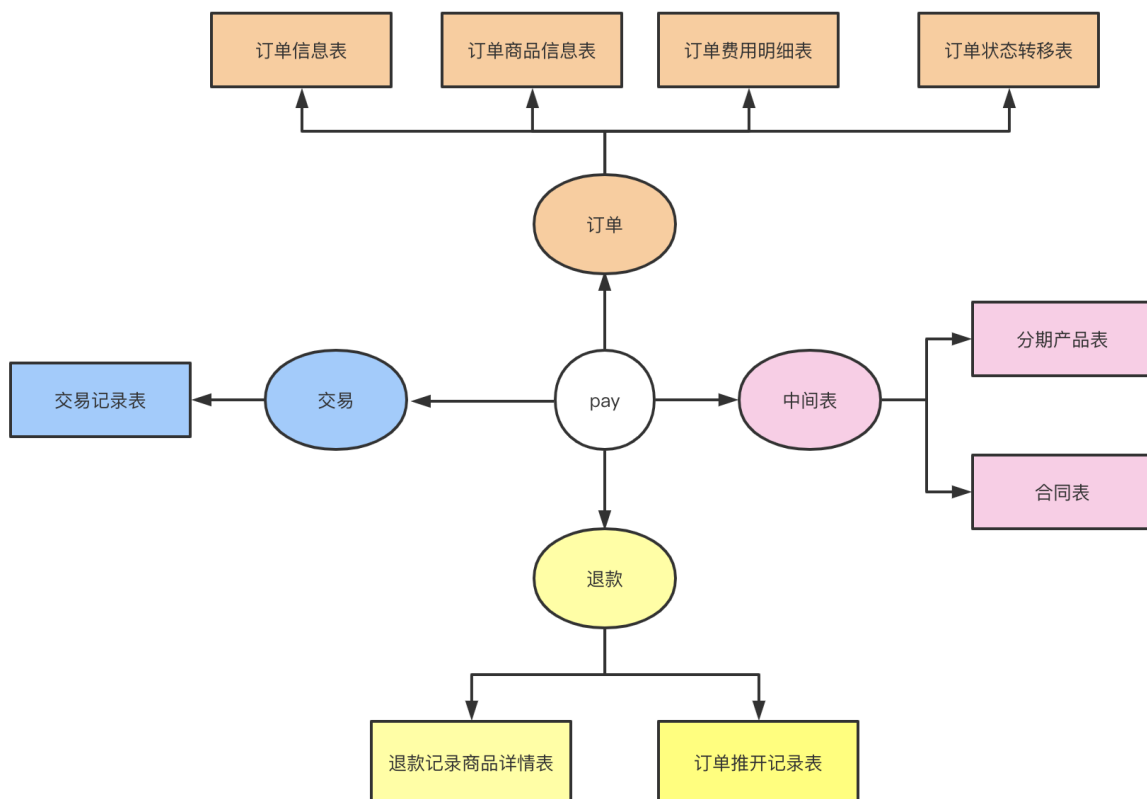 订单信息表
订单商品信息表
订单费用明细表
订单状态转移表
订单
分期产品表
交易记录表
交易
pay
中间表
合同表
退款
退款记录商品详情表
订单推开记录表